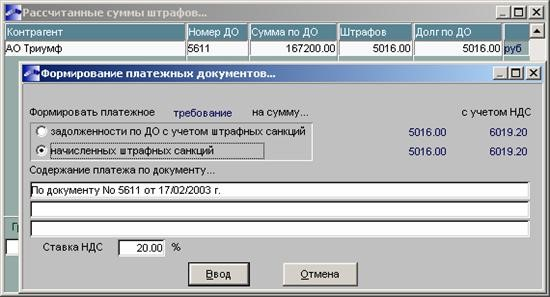 Рассчитанные суммы штрафов...
Контрагент Номер ДО Сумма по ДО Штрафов Долг по ДО
АО Триумф 5611 167200.00 5016.00 5016.00 руб
Формирование платежных документов...
Формировать платежное требование на сумму... с учетом НДС
задолженности по ДО с учетом штрафных санкций 5016.00 6019.20
начисленных штрафных санкций 5016.00 6019.20
Содержание платежа по документу...
По документу No 5611 от 17/02/2003 г.
Ставка НДС 20.00 %
Ввод Отмена